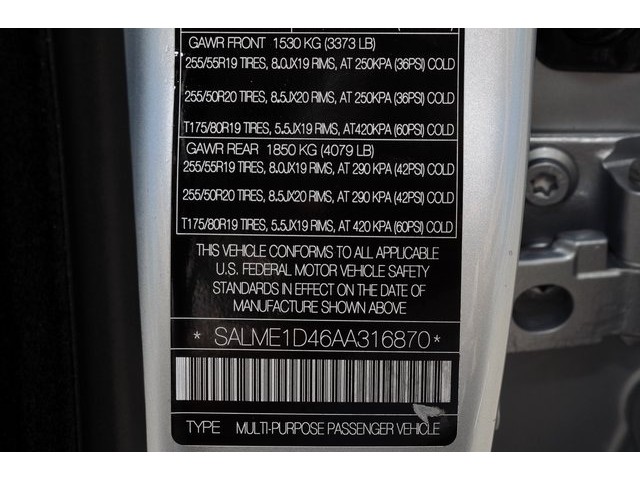 GAWR FRONT 1530 KG (3373 LB)
255/55R19 TIRES, 8.0JX19 RIMS, AT 250KPA (36PSI) COLD
255/50R20 TIRES, 8.5JX20 RIMS, AT 250KPA (36PSI) COLD
T175/80R19 TIRES, 5.5JX19 RIMS, AT420KPA (60PSI) COLD
GAWR REAR 1850 KG (4079 LB)
255/55R19 TIRES, 8.0JX19 RIMS, AT 290 KPA (42PSI) COLD
255/50R20 TIRES, 8.5JX20 RIMS, AT 290 KPA (42PSI) COLD
T175/80R19 TIRES, 5.5JX19 RIMS, AT 420 KPA (60PSI) COLD
THIS VEHICLE CONFORMS TO ALL APPLICABLE
U.S. FEDERAL MOTOR VEHICLE SAFETY
STANDARDS IN EFFECT ON THE DATE OF
MANUFACTURE SHOWN ABOVE
* SALME1D46AA316870 *
TYPE MULTI-PURPOSE PASSENGER VEHICLE